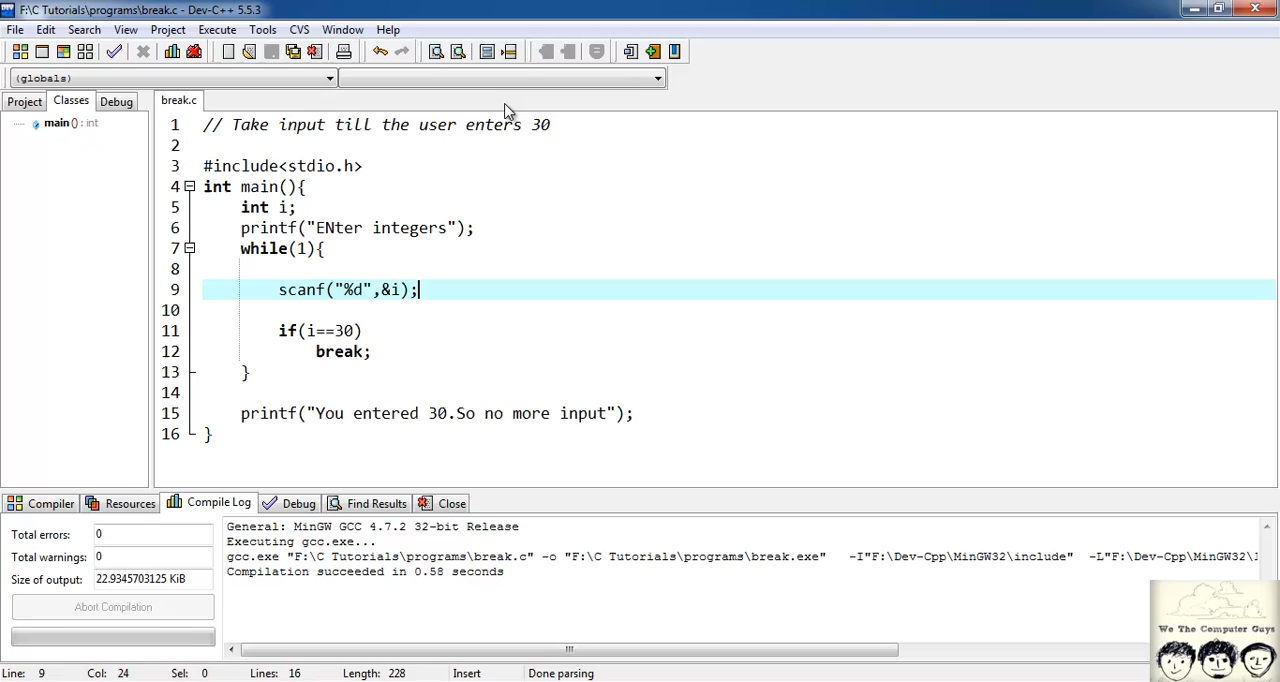 F:\C Tutorials\programs\break.c - Dev-C++ 5.5.3
File Edit Search View Project Execute Tools CVS Window Help
(globals)
Project Classes Debug
break.c
main () : int
1 // Take input till the user enters 30
2
3 #include<stdio.h>
4 int main(){
5 int i;
6 printf("ENter integers");
7 while(1){
8
9 scanf("%d",&i);
10
11 if(i==30)
12 break;
13 }
14
15 printf("You entered 30.So no more input");
16 }
Compiler Resources Compile Log Debug Find Results Close
Total errors: 0
Total warnings: 0
Size of output: 22.9345703125 KiB
Abort Compilation
General: MinGW GCC 4.7.2 32-bit Release
Executing gcc.exe...
gcc.exe "F:\C Tutorials\programs\break.c" -o "F:\C Tutorials\programs\break.exe" -I"F:\Dev-Cpp\MinGW32\include" -L"F:\Dev-Cpp\MinGW32\l
Compilation succeeded in 0.58 seconds
We The Computer Guys
Line: 9 Col: 24 Sel: 0 Lines: 16 Length: 228 Insert Done parsing